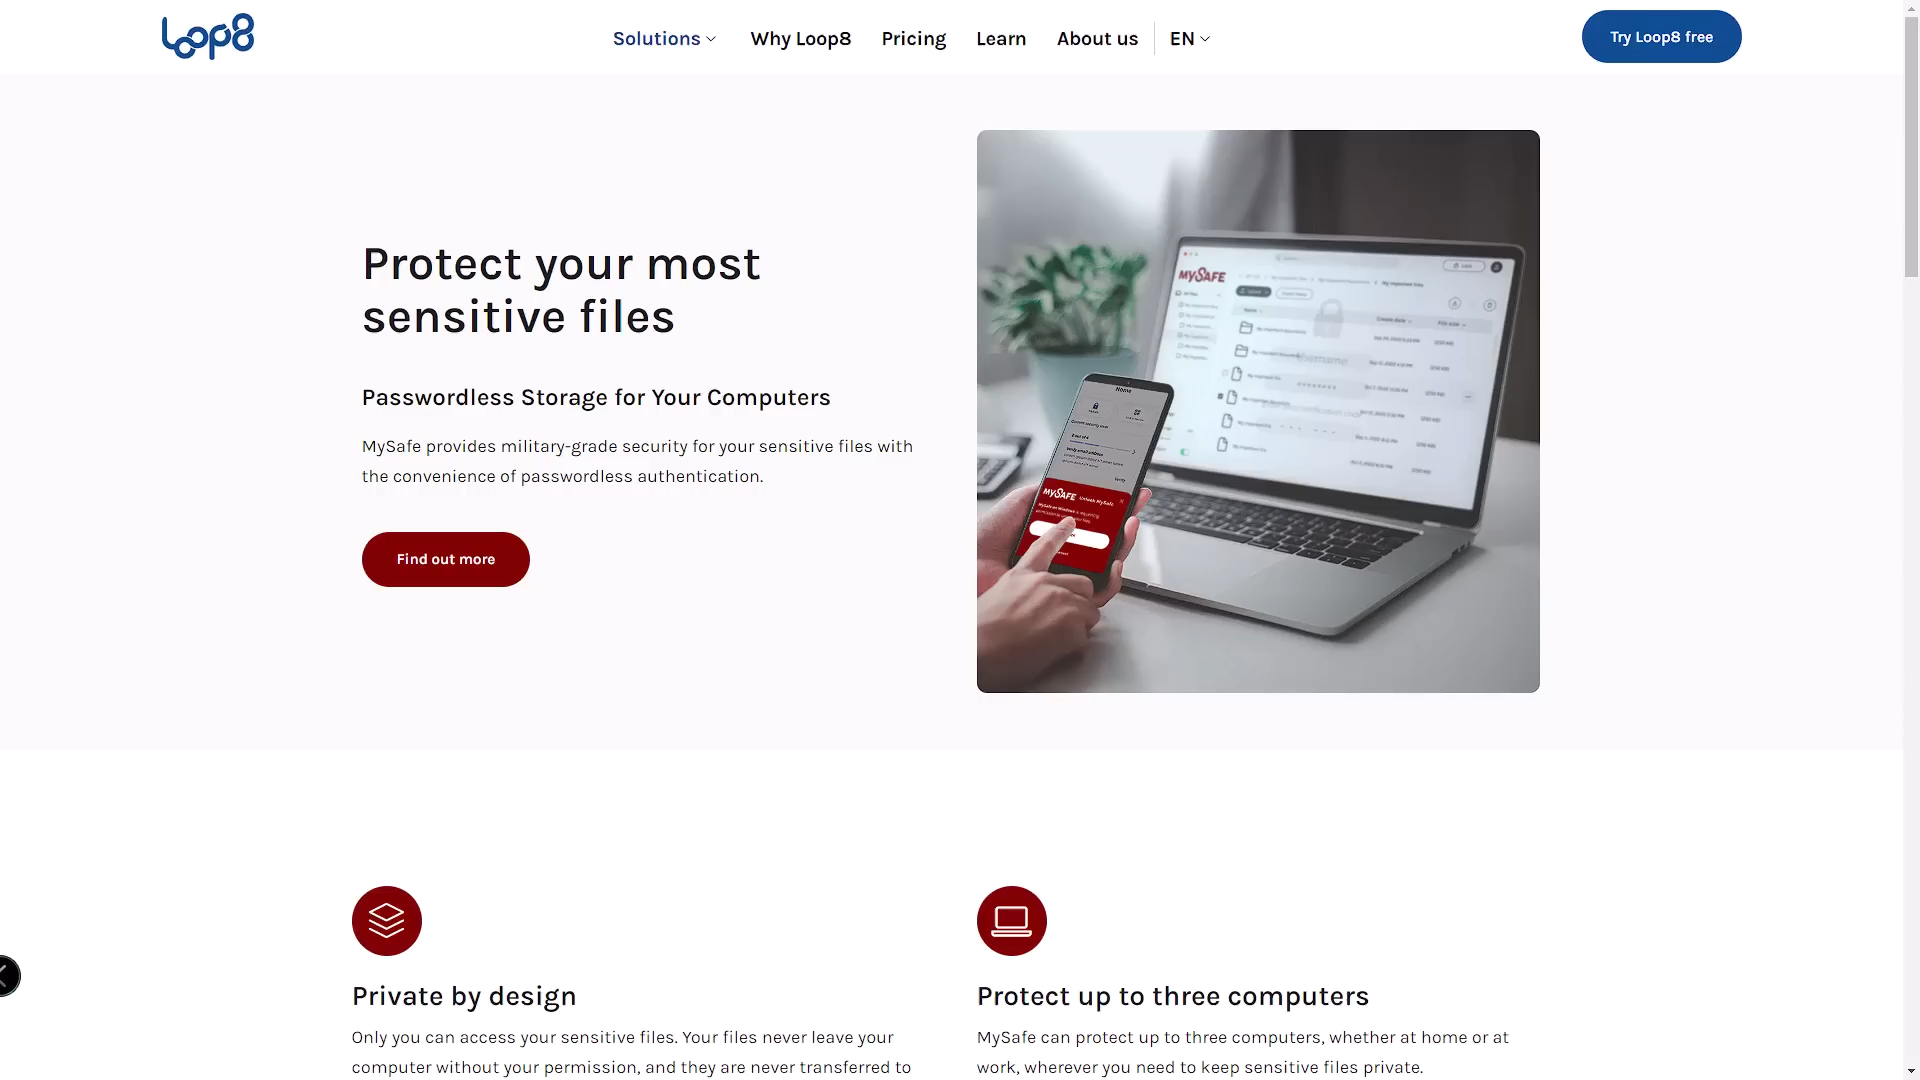 Loop8
Solutions
Why Loop8
Pricing
Learn
About us
EN
Try Loop8 free
Protect your most
sensitive files
Passwordless Storage for Your Computers
MySafe provides military-grade security for your sensitive files with
the convenience of passwordless authentication.
Find out more
MYSAFE
Home
MYSAFE Unlock MySafe
Private by design
Only you can access your sensitive files. Your files never leave your
computer without your permission, and they are never transferred to
Protect up to three computers
MySafe can protect up to three computers, whether at home or at
work, wherever you need to keep sensitive files private.